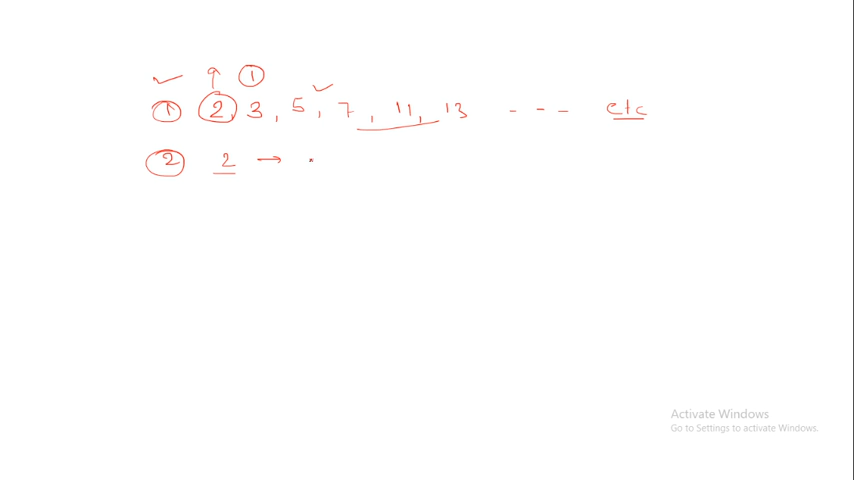 ①
① 2, 3, 5, 7, 11, 13 - - - etc
② 2 →
Activate Windows
Go to Settings to activate Windows.